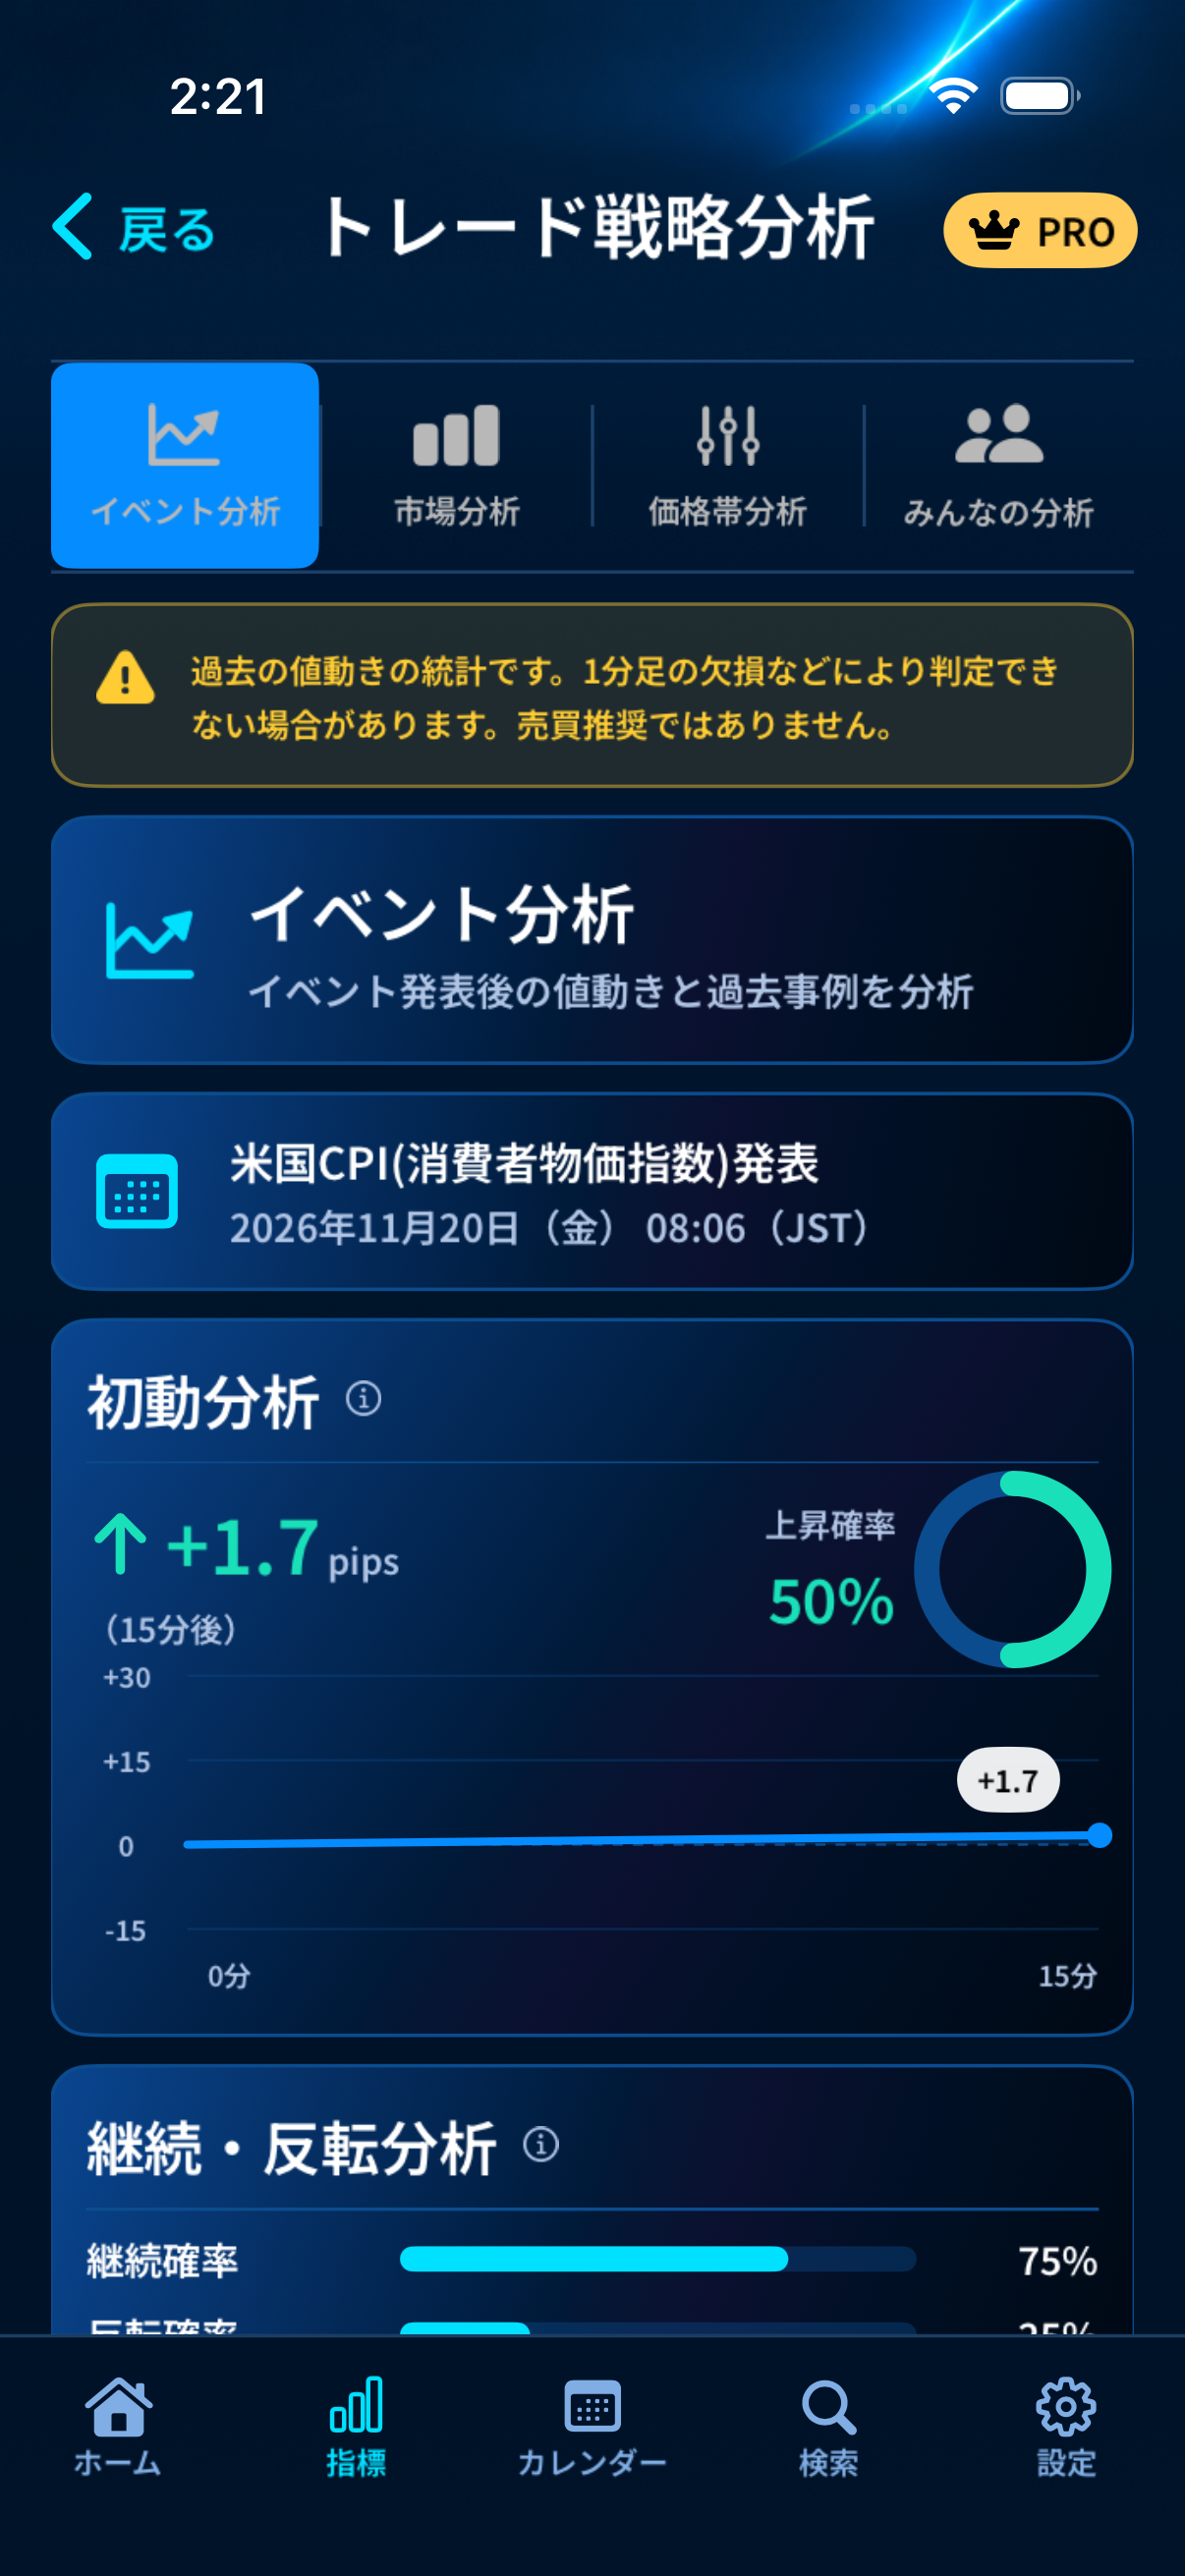 2:21
戻る
トレード戦略分析
PRO
イベント分析
市場分析
価格帯分析
みんなの分析
過去の値動きの統計です。1分足の欠損などにより判定でき
ない場合があります。売買推奨ではありません。
イベント分析
イベント発表後の値動きと過去事例を分析
米国CPI(消費者物価指数)発表
2026年11月20日（金） 08:06（JST）
初動分析
+1.7 pips
（15分後）
上昇確率
50%
+30
+15
+1.7
0
-15
0分
15分
継続・反転分析
継続確率
75%
反転確率
25%
ホーム
指標
カレンダー
検索
設定